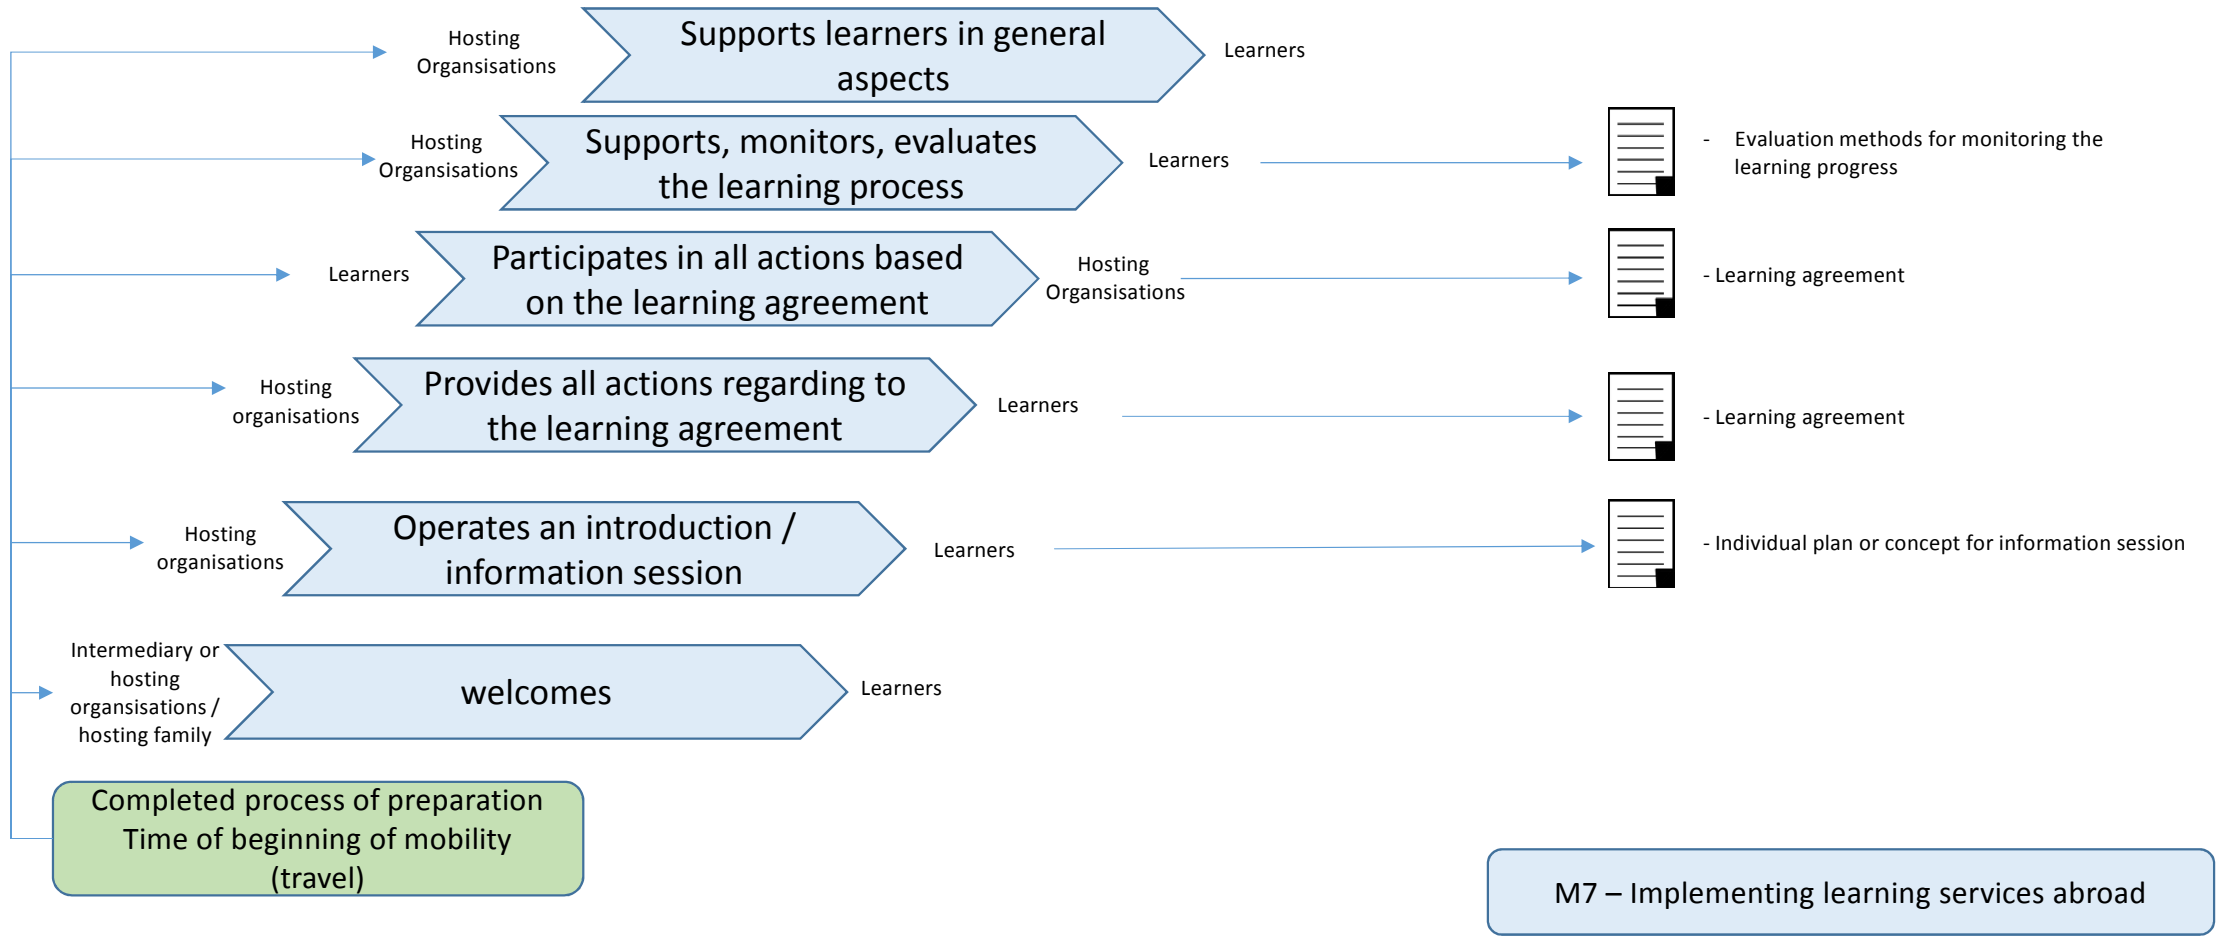 Hosting
Organsisations
Supports learners in general
aspects
Learners
Hosting
Organsisations
Supports, monitors, evaluates
the learning process
Learners
- Evaluation methods for monitoring the
learning progress
Learners
Participates in all actions based
on the learning agreement
Hosting
Organsisations
- Learning agreement
Hosting
organisations
Provides all actions regarding to
the learning agreement
Learners
- Learning agreement
Hosting
organisations
Operates an introduction /
information session
Learners
- Individual plan or concept for information session
Intermediary or
hosting
organsisations /
hosting family
welcomes
Learners
Completed process of preparation
Time of beginning of mobility
(travel)
M7 – Implementing learning services abroad